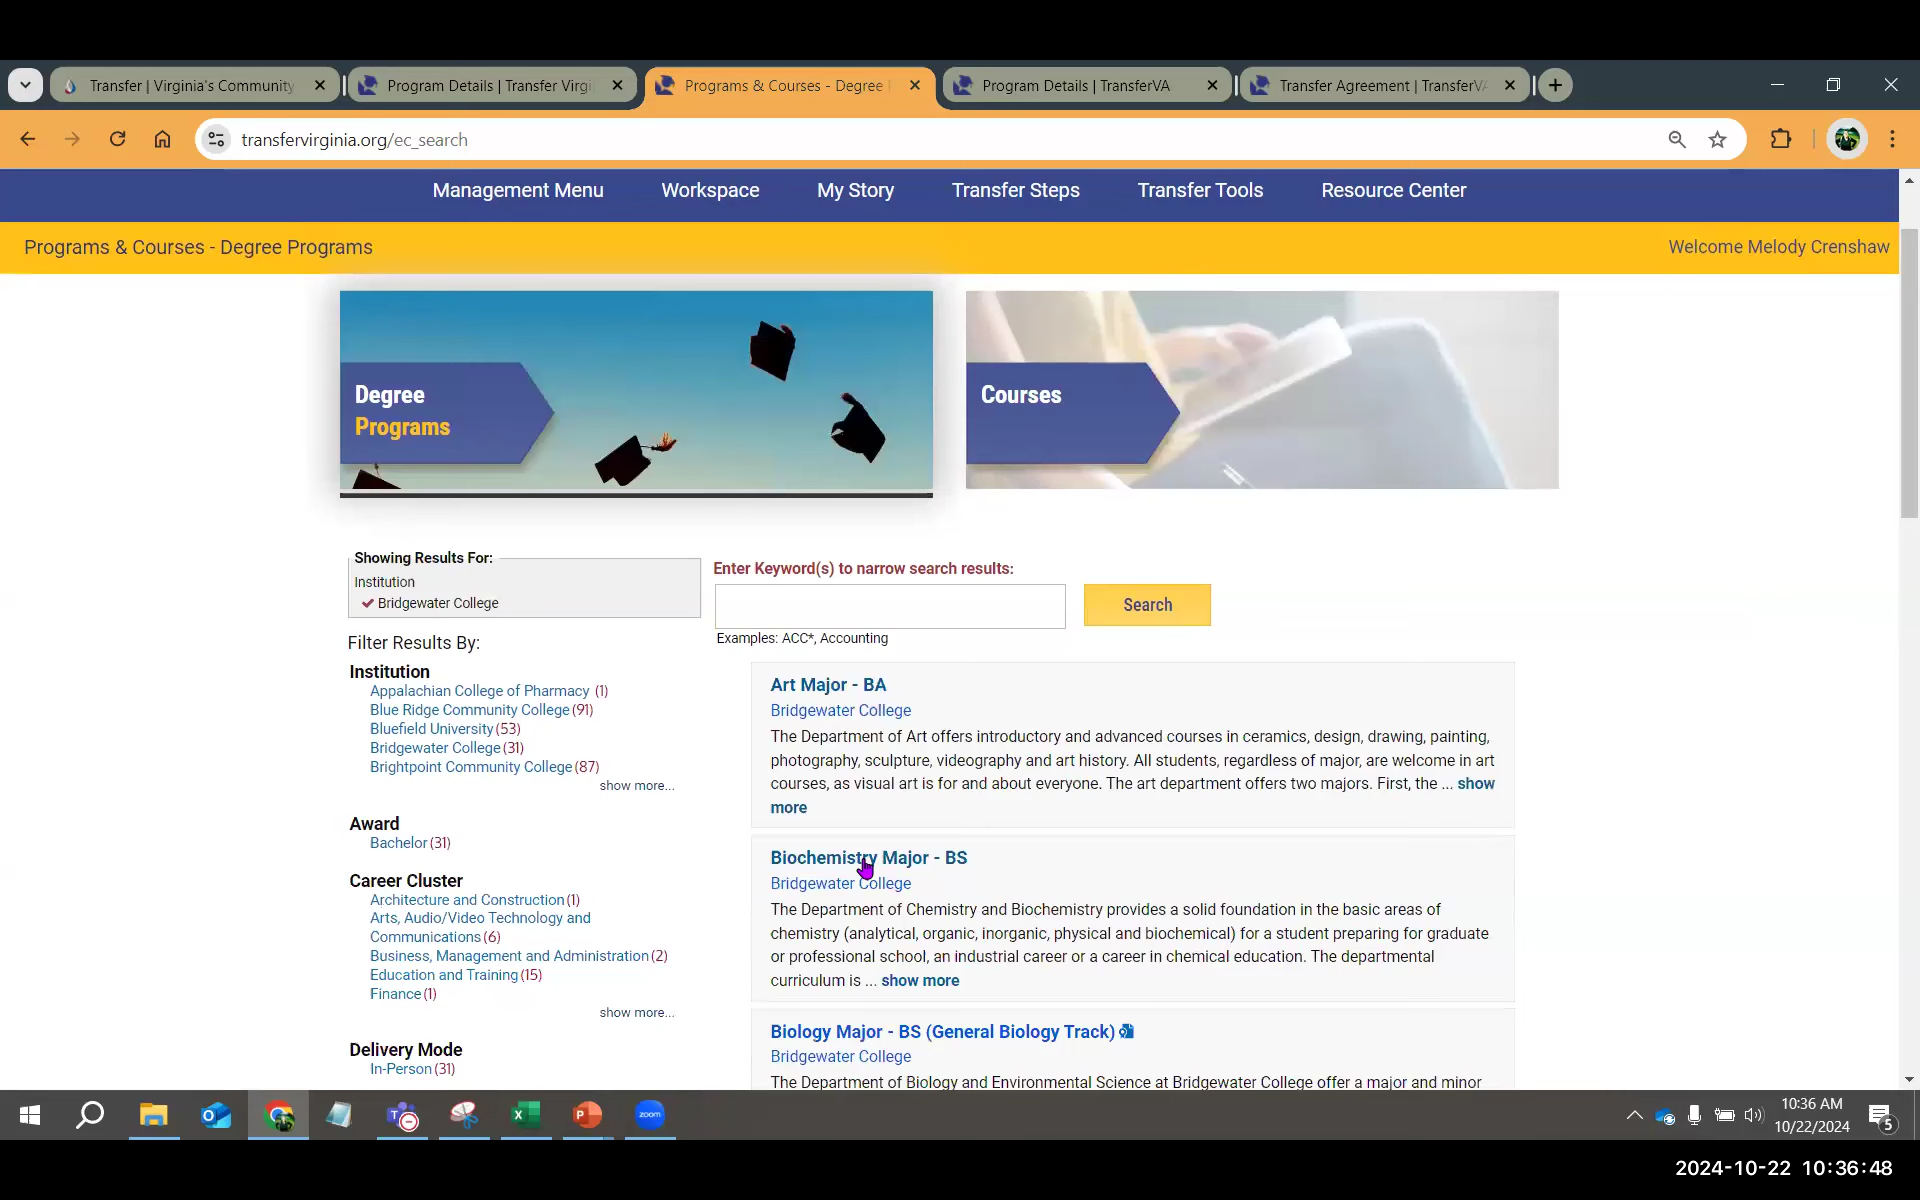 Transfer | Virginia's Community
Program Details | Transfer Virgi
Programs & Courses - Degree
Program Details | TransferVA
Transfer Agreement | TransferVA
transfervirginia.org/ec_search
Management Menu
Workspace
My Story
Transfer Steps
Transfer Tools
Resource Center
Programs & Courses - Degree Programs
Welcome Melody Crenshaw
Degree
Programs
Courses
Showing Results For:
Institution
Bridgewater College
Enter Keyword(s) to narrow search results:
Search
Examples: ACC*, Accounting
Filter Results By:
Institution
Appalachian College of Pharmacy (1)
Blue Ridge Community College (91)
Bluefield University (53)
Bridgewater College (31)
Brightpoint Community College (87)
show more...
Award
Bachelor (31)
Career Cluster
Architecture and Construction (1)
Arts, Audio/Video Technology and
Communications (6)
Business, Management and Administration (2)
Education and Training (15)
Finance (1)
show more...
Delivery Mode
In-Person (31)
Art Major - BA
Bridgewater College
The Department of Art offers introductory and advanced courses in ceramics, design, drawing, painting,
photography, sculpture, videography and art history. All students, regardless of major, are welcome in art
courses, as visual art is for and about everyone. The art department offers two majors. First, the ... show
more
Biochemistry Major - BS
Bridgewater College
The Department of Chemistry and Biochemistry provides a solid foundation in the basic areas of
chemistry (analytical, organic, inorganic, physical and biochemical) for a student preparing for graduate
or professional school, an industrial career or a career in chemical education. The departmental
curriculum is ... show more
Biology Major - BS (General Biology Track)
Bridgewater College
The Department of Biology and Environmental Science at Bridgewater College offer a major and minor
zoom
10:36 AM
10/22/2024
5
2024-10-22 10:36:48